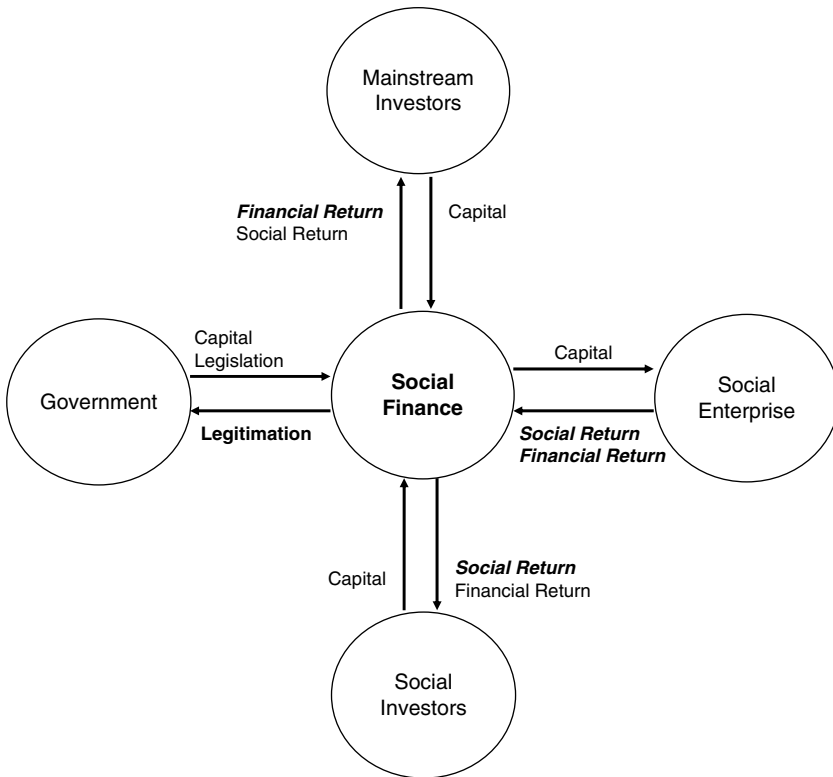 Mainstream
Investors
Financial Return
Social Return
Capital
Capital
Legislation
Government
Legitimation
Social
Finance
Capital
Social
Enterprise
Social Return
Financial Return
Capital
Social Return
Financial Return
Social
Investors